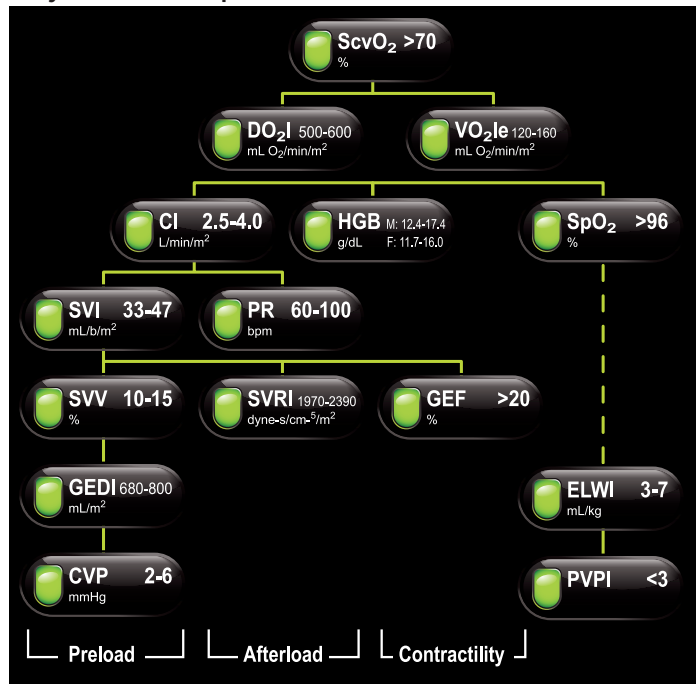 ScvO₂ >70
%
DO₂I 500-600
mL O₂/min/m²
VO₂Ie 120-160
mL O₂/min/m²
CI 2.5-4.0
L/min/m²
HGB M: 12.4-17.4
g/dL F: 11.7-16.0
SpO₂ >96
%
SVI 33-47
mL/b/m²
PR 60-100
bpm
SVV 10-15
%
SVRI 1970-2390
dyne-s/cm-⁵/m²
GEF >20
%
GEDI 680-800
mL/m²
ELWI 3-7
mL/kg
CVP 2-6
mmHg
PVPI <3
Preload
Afterload
Contractility